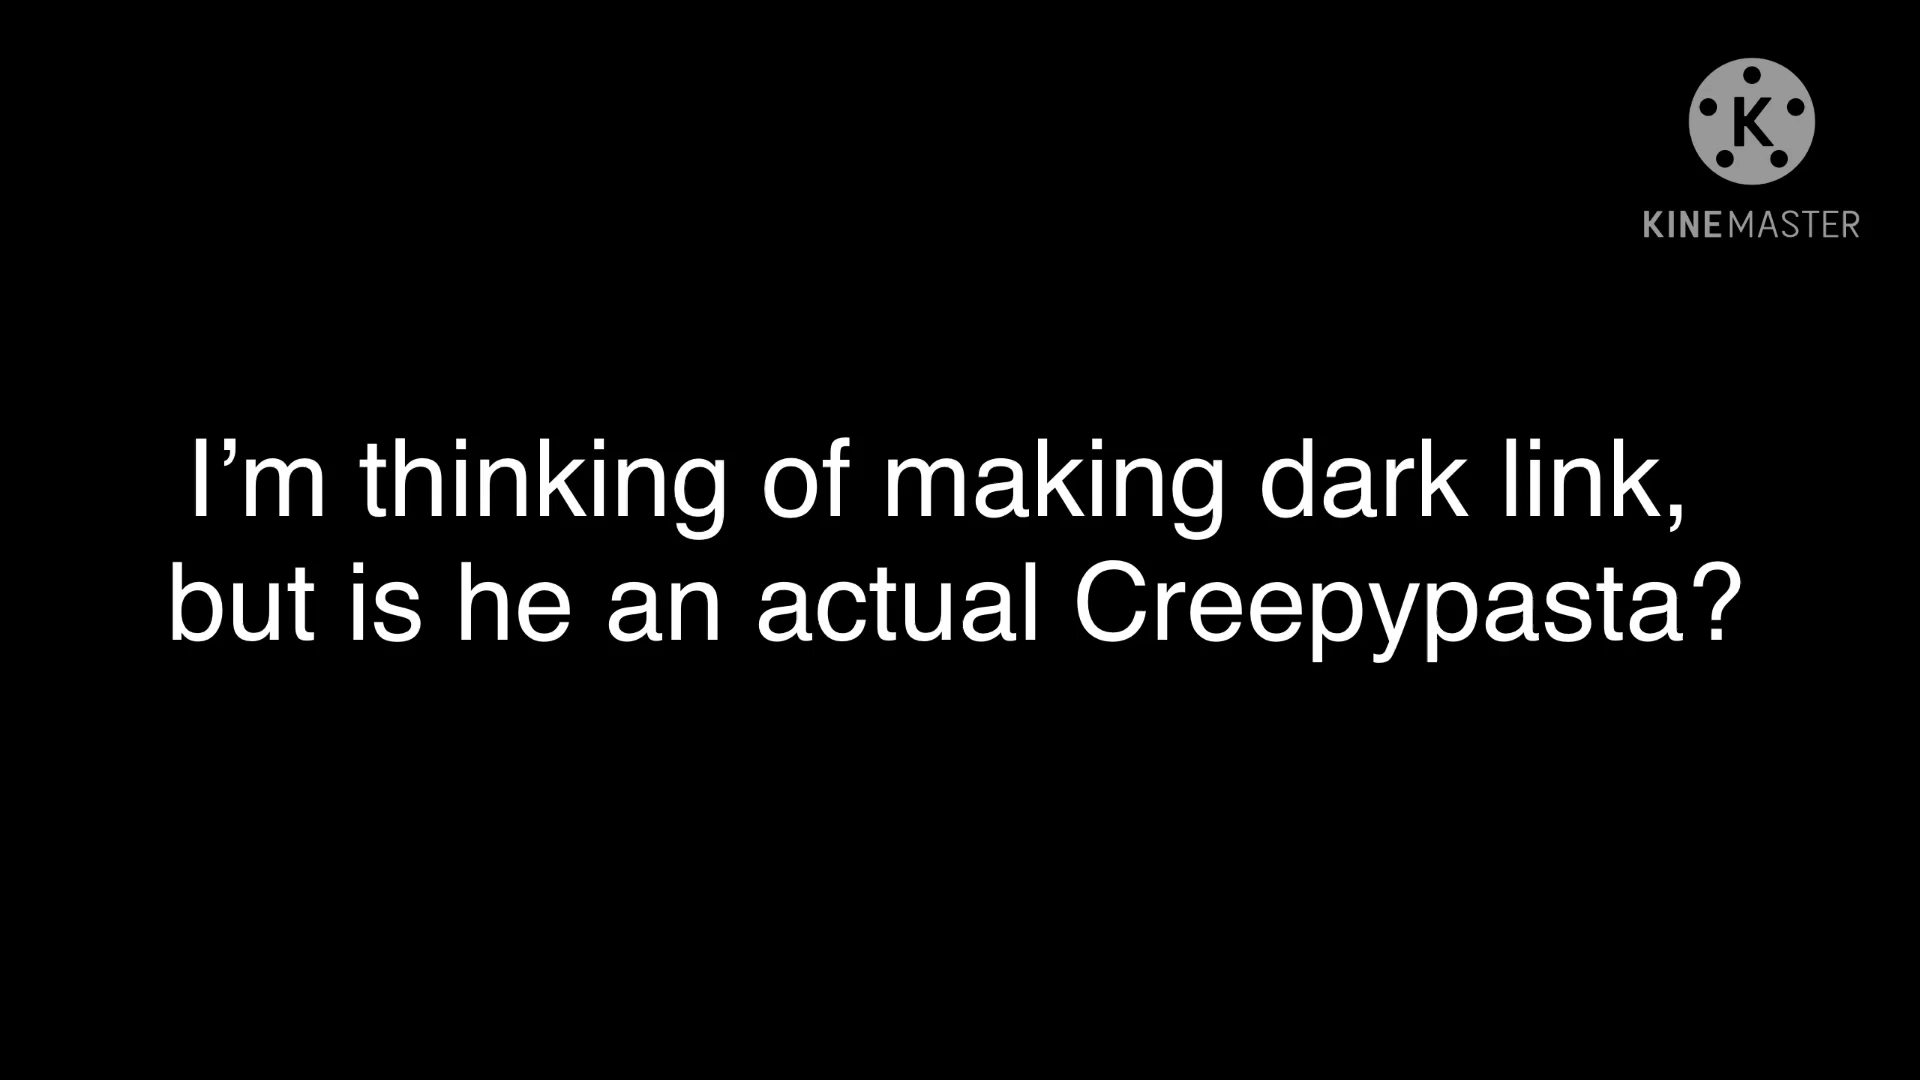 K
KINEMASTER
I’m thinking of making dark link,
but is he an actual Creepypasta?